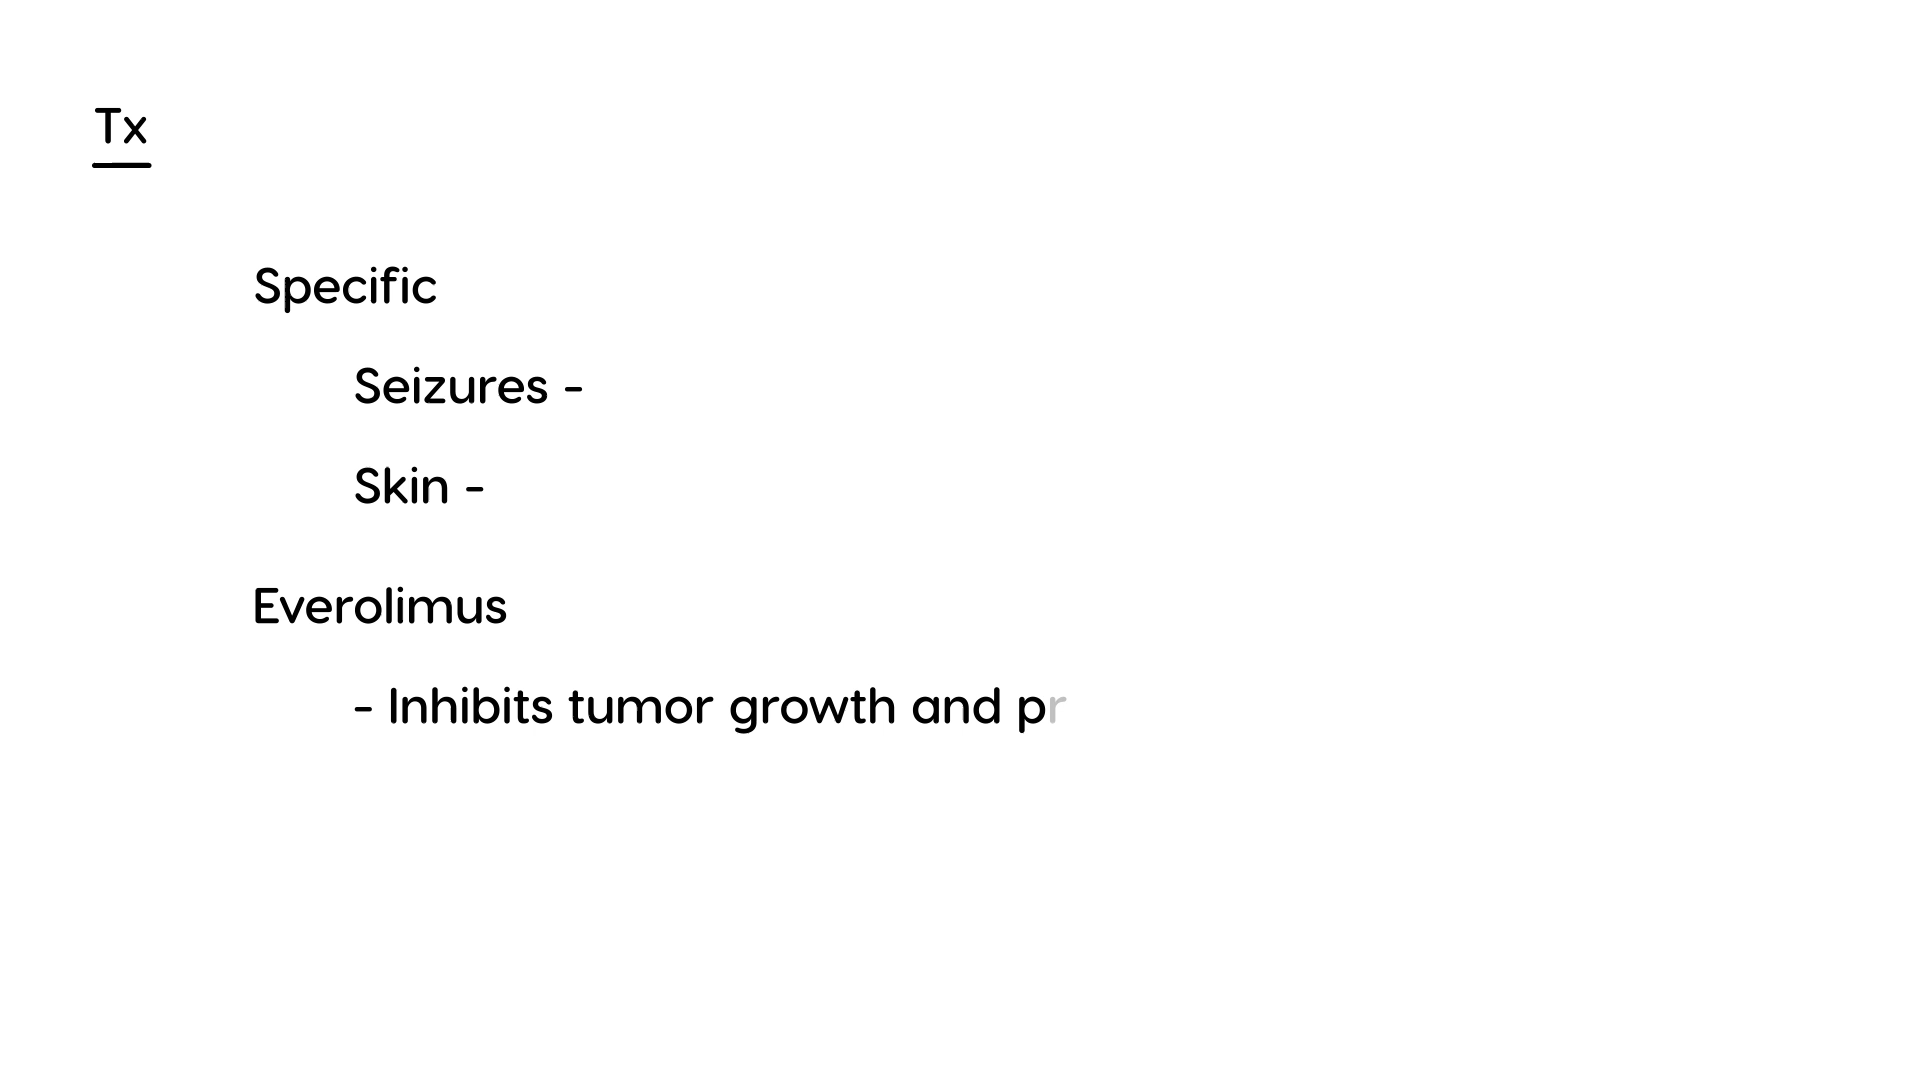 Tx
Specific
Seizures -
Skin -
Everolimus
- Inhibits tumor growth and pr